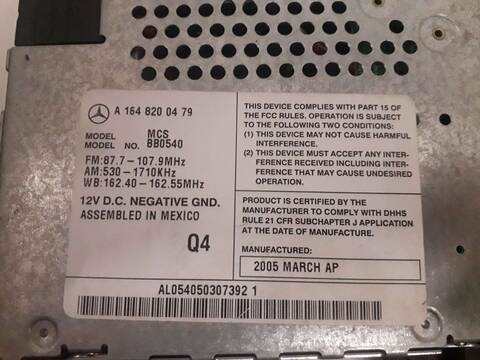 A 164 820 04 79
MODEL MCS
MODEL NO. BB0540
FM:87.7 - 107.9MHz
AM:530 - 1710KHz
WB:162.40 - 162.55MHz
12V D.C. NEGATIVE GND.
ASSEMBLED IN MEXICO
Q4
THIS DEVICE COMPLIES WITH PART 15 OF
THE FCC RULES. OPERATION IS SUBJECT
TO THE FOLLOWING TWO CONDITIONS:
(1) THIS DEVICE MAY NOT CAUSE HARMFUL
INTERFERENCE.
(2) THIS DEVICE MUST ACCEPT ANY INTER-
FERENCE RECEIVED INCLUDING INTER-
FERENCE THAT MAY CAUSE UNDESIRED
OPERATION.
PRODUCT IS CERTIFIED BY THE
MANUFACTURER TO COMPLY WITH DHHS
RULE 21 CFR SUBCHAPTER J APPLICATION
AT THE DATE OF MANUFACTURE.
MANUFACTURED:
2005 MARCH AP
AL054050307392 1